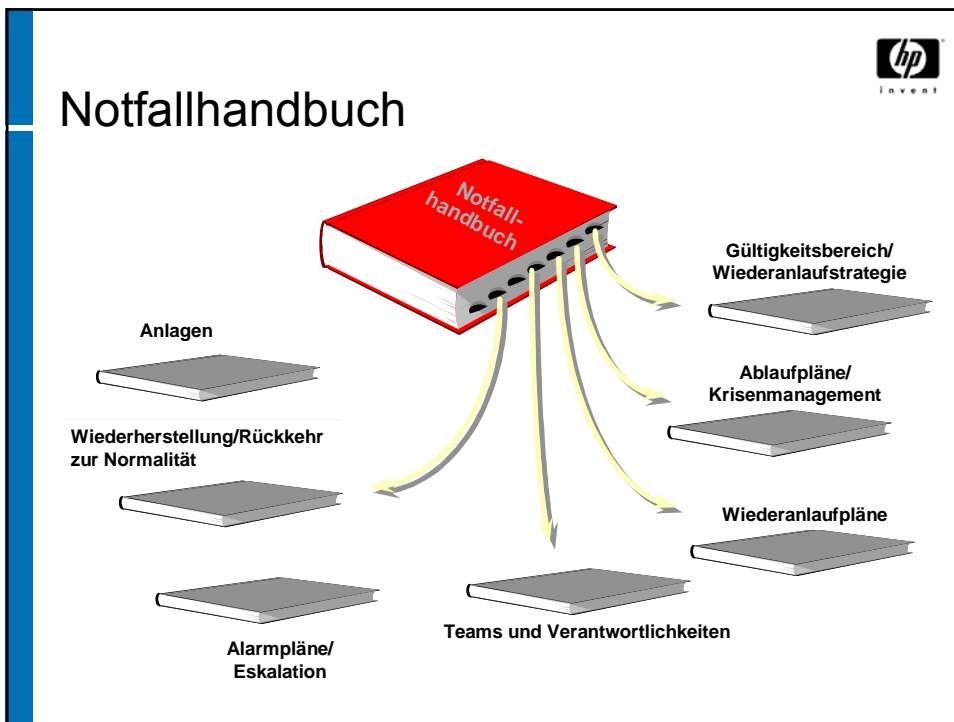 hp
invent
Notfallhandbuch
Notfall-
handbuch
Gültigkeitsbereich/
Wiederanlaufstrategie
Anlagen
Ablaufpläne/
Krisenmanagement
Wiederherstellung/Rückkehr
zur Normalität
Wiederanlaufpläne
Teams und Verantwortlichkeiten
Alarmpläne/
Eskalation